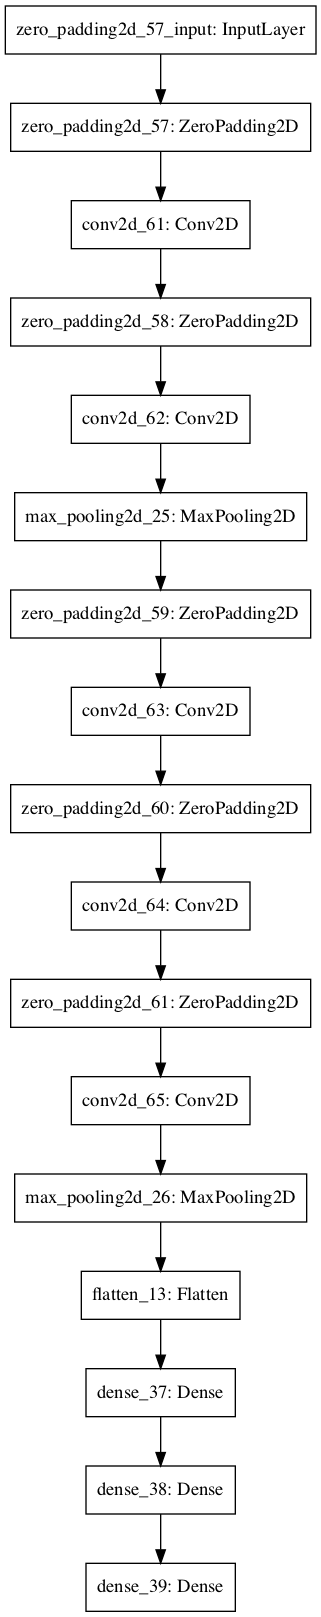 zero_padding2d_57_input: InputLayer
zero_padding2d_57: ZeroPadding2D
conv2d_61: Conv2D
zero_padding2d_58: ZeroPadding2D
conv2d_62: Conv2D
max_pooling2d_25: MaxPooling2D
zero_padding2d_59: ZeroPadding2D
conv2d_63: Conv2D
zero_padding2d_60: ZeroPadding2D
conv2d_64: Conv2D
zero_padding2d_61: ZeroPadding2D
conv2d_65: Conv2D
max_pooling2d_26: MaxPooling2D
flatten_13: Flatten
dense_37: Dense
dense_38: Dense
dense_39: Dense